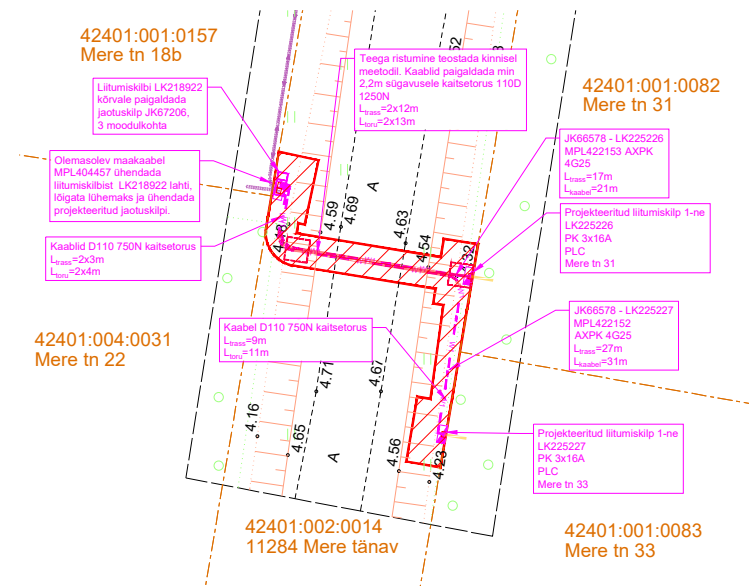 42401:001:0157
Mere tn 18b
Liitumiskilbi LK218922
kõrvale paigaldada
jaotuskilp JK67206,
3 moodulkohta
Teega ristumine teostada kinnisel
meetodil. Kaablid paigaldada min
2,2m sügavusele kaitsetorus 110D
1250N
Ltrass=2x12m
Ltoru=2x13m
42401:001:0082
Mere tn 31
JK66578 - LK225226
MPL422153 AXPK
4G25
Ltrass=17m
Lkaabel=21m
Olemasolev maakaabel
MPL404457 ühendada
liitumiskilbist LK218922 lahti,
lõigata lühemaks ja ühendada
projekteeritud jaotuskilpi.
Projekteeritud liitumiskilp 1-ne
LK225226
PK 3x16A
PLC
Mere tn 31
Kaablid D110 750N kaitsetorus
Ltrass=2x3m
Ltoru=2x4m
A
4.59
4.69
4.63
4.54
JK66578 - LK225227
MPL422152
AXPK 4G25
Ltrass=27m
Lkaabel=31m
42401:004:0031
Mere tn 22
Kaabel D110 750N kaitsetorus
Ltrass=9m
Ltoru=11m
4.71
4.67
4.16
4.65
A
4.56
4.23
Projekteeritud liitumiskilp 1-ne
LK225227
PK 3x16A
PLC
Mere tn 33
42401:002:0014
11284 Mere tänav
42401:001:0083
Mere tn 33